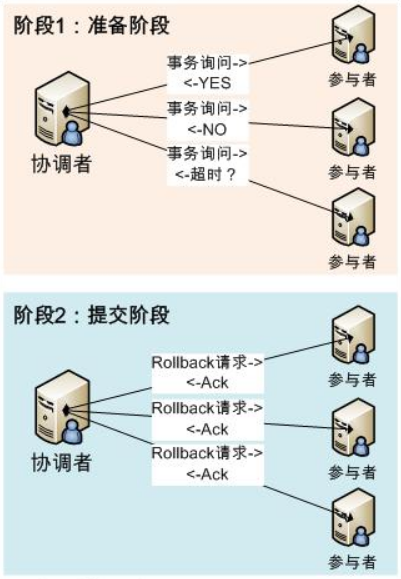 阶段1：准备阶段
事务询问->
<-YES
参与者
事务询问->
<-NO
协调者
参与者
事务询问->
<-超时？
参与者
阶段2：提交阶段
Rollback请求->
<-Ack
参与者
Rollback请求->
<-Ack
协调者
参与者
Rollback请求->
<-Ack
参与者